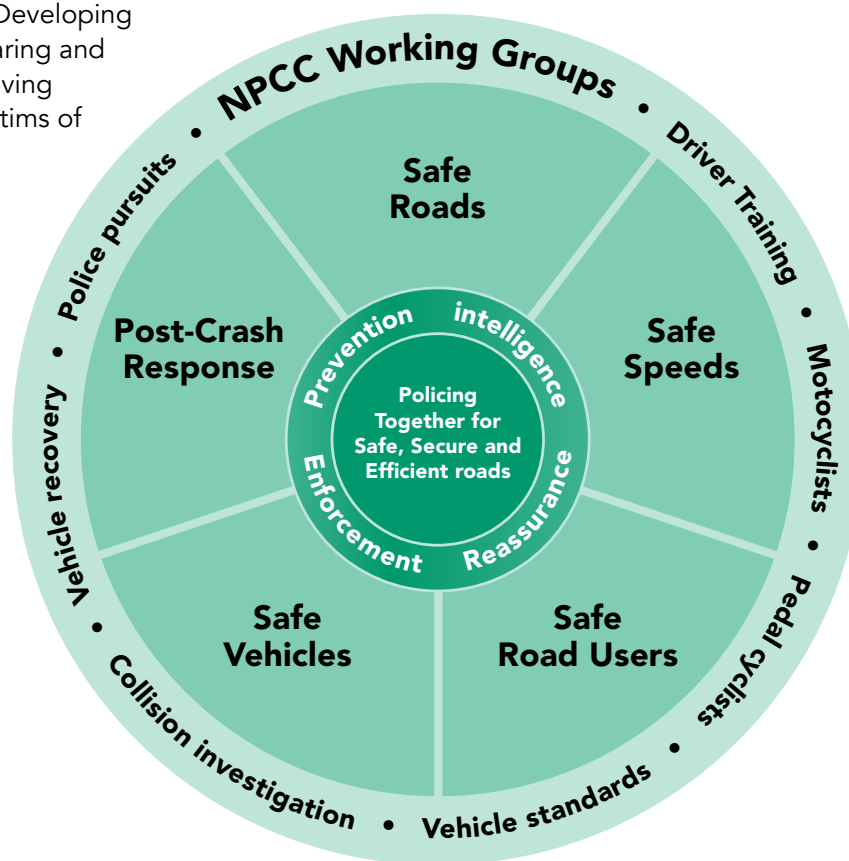 Developing
aring and
oving
tims of
NPCC Working Groups
Driver Training
Motocyclists
Pedal cyclists
Vehicle standards
Collision investigation
Vehicle recovery
Police pursuits
Safe
Roads
Safe
Speeds
Safe
Road Users
Safe
Vehicles
Post-Crash
Response
Prevention
intelligence
Reassurance
Enforcement
Policing
Together for
Safe, Secure and
Efficient roads